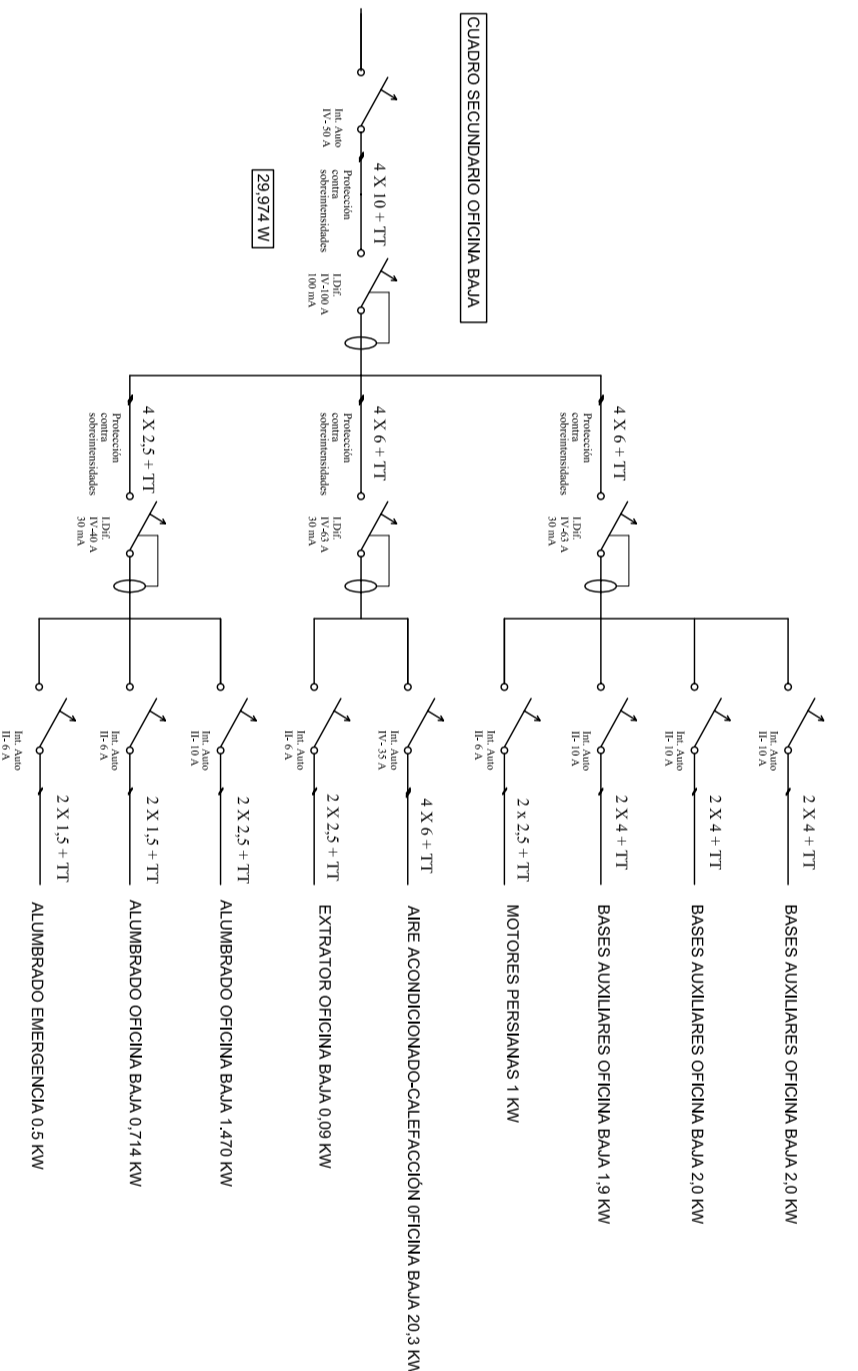 CUADRO SECUNDARIO OFICINA BAJA
Int. Auto
IV- 50 A
4 X 10 + TT
Protección
contra
sobreintensidades
29,974 W
I.Dif.
IV-100 A
100 mA
4 X 6 + TT
Protección
contra
sobreintensidades
I.Dif.
IV-63 A
30 mA
4 X 6 + TT
Protección
contra
sobreintensidades
I.Dif.
IV-63 A
30 mA
4 X 2,5 + TT
Protección
contra
sobreintensidades
I.Dif.
IV-40 A
30 mA
Int. Auto
II- 10 A
2 X 4 + TT
BASES AUXILIARES OFICINA BAJA 2,0 KW
Int. Auto
II- 10 A
2 X 4 + TT
BASES AUXILIARES OFICINA BAJA 2,0 KW
Int. Auto
II- 10 A
2 X 4 + TT
BASES AUXILIARES OFICINA BAJA 1,9 KW
Int. Auto
II- 6 A
2 x 2,5 + TT
MOTORES PERSIANAS 1 KW
Int. Auto
IV- 35 A
4 X 6 + TT
AIRE ACONDICIONADO-CALEFACCIÓN 0FICINA BAJA 20,3 KW
Int. Auto
II- 6 A
2 X 2,5 + TT
EXTRATOR OFICINA BAJA 0,09 KW
Int. Auto
II- 10 A
2 X 2,5 + TT
ALUMBRADO OFICINA BAJA 1.470 KW
Int. Auto
II- 6 A
2 X 1,5 + TT
ALUMBRADO OFICINA BAJA 0,714 KW
Int. Auto
II- 6 A
2 X 1,5 + TT
ALUMBRADO EMERGENCIA 0.5 KW